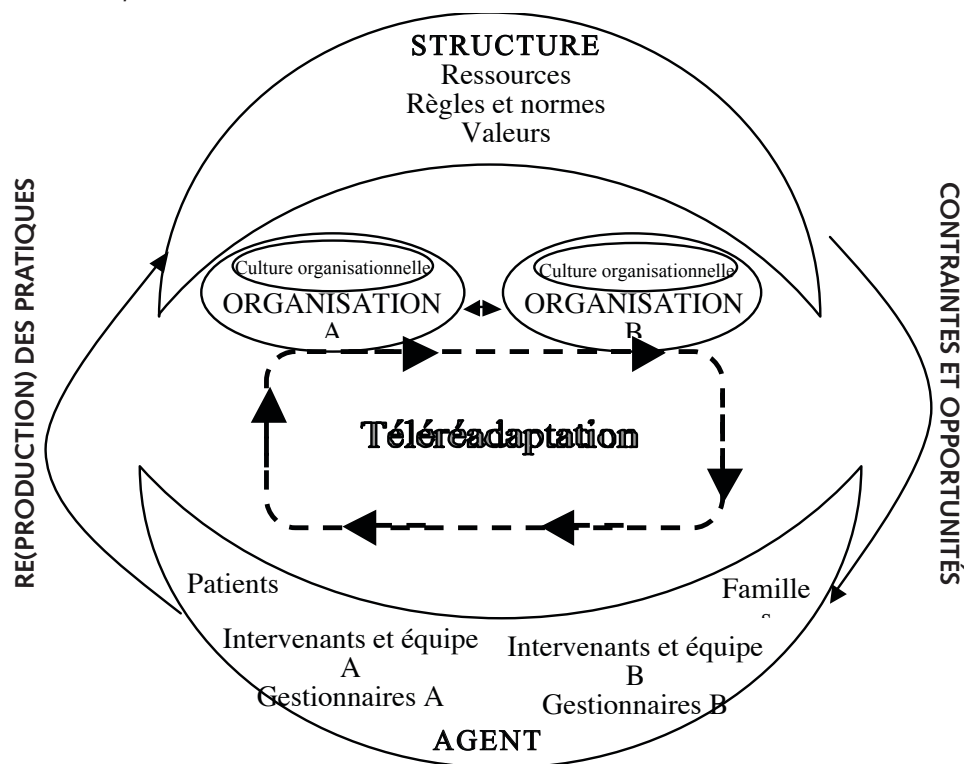 STRUCTURE
Ressources
Règles et normes
Valeurs
RE(PRODUCTION) DES PRATIQUES
CONTRAINTES ET OPPORTUNITÉS
Culture organisationnelle
ORGANISATION
A
Culture organisationnelle
ORGANISATION
B
Téléréadaptation
Patients
Famille
s
Intervenants et équipe
A
Gestionnaires A
Intervenants et équipe
B
Gestionnaires B
AGENT